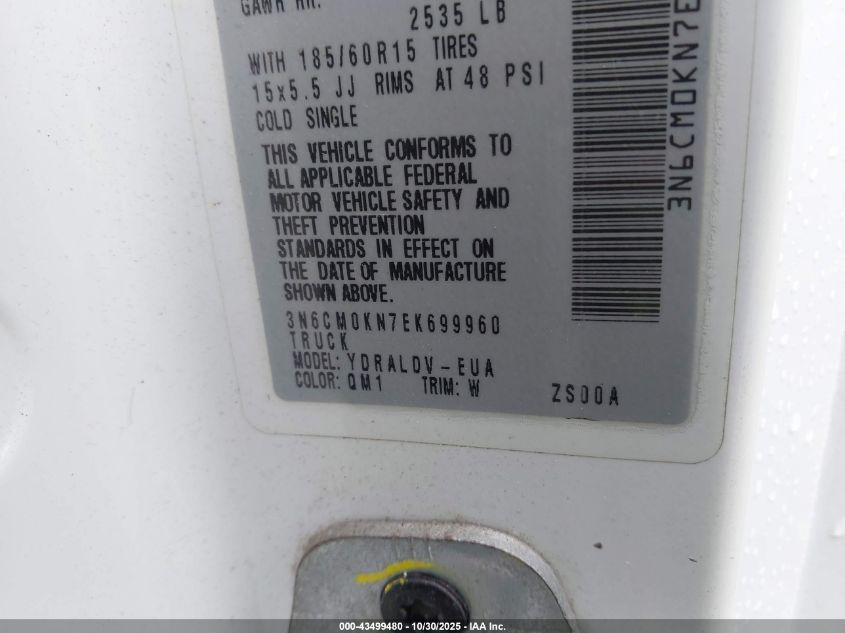 GAWR RR:
2535 LB
WITH 185/60R15 TIRES
15x5.5 JJ RIMS AT 48 PSI
COLD SINGLE
THIS VEHICLE CONFORMS TO
ALL APPLICABLE FEDERAL
MOTOR VEHICLE SAFETY AND
THEFT PREVENTION
STANDARDS IN EFFECT ON
THE DATE OF MANUFACTURE
SHOWN ABOVE.
3N6CM0KN7EK699960
TRUCK
MODEL: YDRALDV-EUA
COLOR: QM1 TRIM: W ZS00A
3N6CM0KN7E
000-43499480 - 10/30/2025 - IAA Inc.